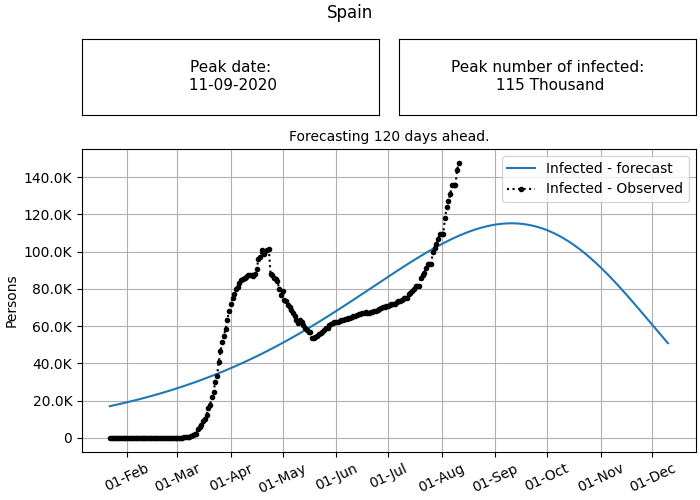 Spain
Peak date:
11-09-2020
Peak number of infected:
115 Thousand
Forecasting 120 days ahead.
Infected - forecast
Infected - Observed
140.0K
120.0K
100.0K
80.0K
60.0K
40.0K
20.0K
0
Persons
01-Feb
01-Mar
01-Apr
01-May
01-Jun
01-Jul
01-Aug
01-Sep
01-Oct
01-Nov
01-Dec